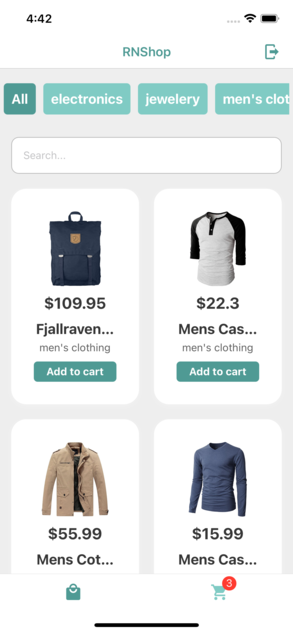 4:42
RNShop
All
electronics
jewelery
men's clot
Search...
$109.95
$22.3
Fjallraven...
Mens Cas...
men's clothing
men's clothing
Add to cart
Add to cart
$55.99
$15.99
Mens Cot...
Mens Cas...
3